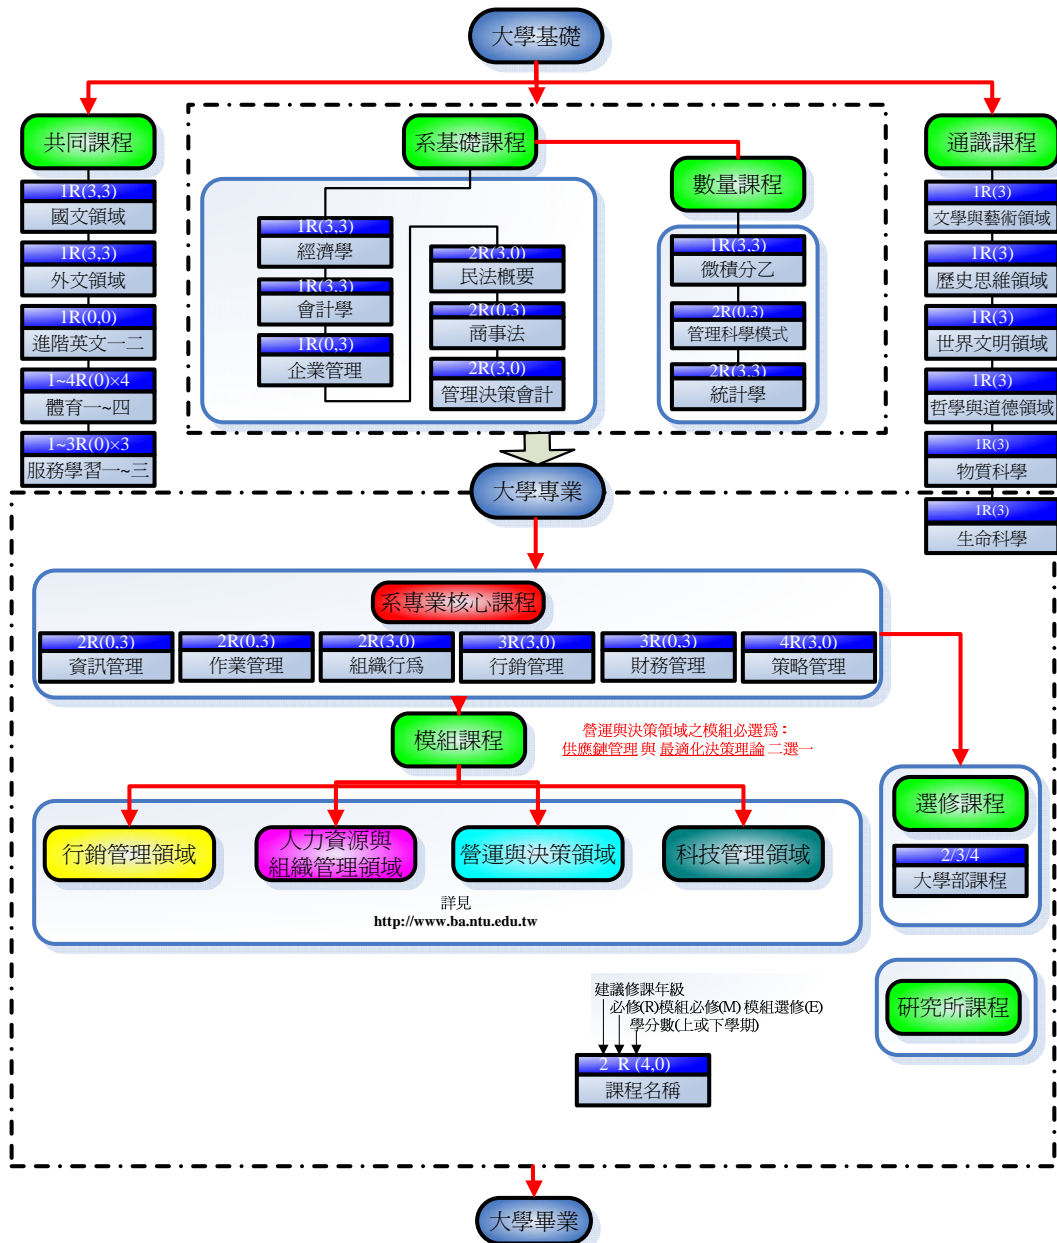 大學基礎
共同課程
1R(3,3)
國文領域
1R(3,3)
外文領域
1R(0,0)
進階英文一二
1~4R(0)×4
體育一~四
1~3R(0)×3
服務學習一~三
系基礎課程
1R(3,3)
經濟學
1R(3,3)
會計學
1R(0,3)
企業管理
2R(3,0)
民法概要
2R(0,3)
商事法
2R(3,0)
管理決策會計
數量課程
1R(3,3)
微積分乙
2R(0,3)
管理科學模式
2R(3,3)
統計學
通識課程
1R(3)
文學與藝術領域
1R(3)
歷史思維領域
1R(3)
世界文明領域
1R(3)
哲學與道德領域
1R(3)
物質科學
1R(3)
生命科學
大學專業
系專業核心課程
2R(0,3)
資訊管理
2R(0,3)
作業管理
2R(3,0)
組織行為
3R(3,0)
行銷管理
3R(0,3)
財務管理
4R(3,0)
策略管理
模組課程
營運與決策領域之模組必選為：
供應鏈管理 與 最適化決策理論 二選一
行銷管理領域
人力資源與
組織管理領域
營運與決策領域
科技管理領域
詳見
http://www.ba.ntu.edu.tw
選修課程
2/3/4
大學部課程
研究所課程
建議修課年級
必修(R)模組必修(M) 模組選修(E)
學分數(上或下學期)
2 R (4,0)
課程名稱
大學畢業